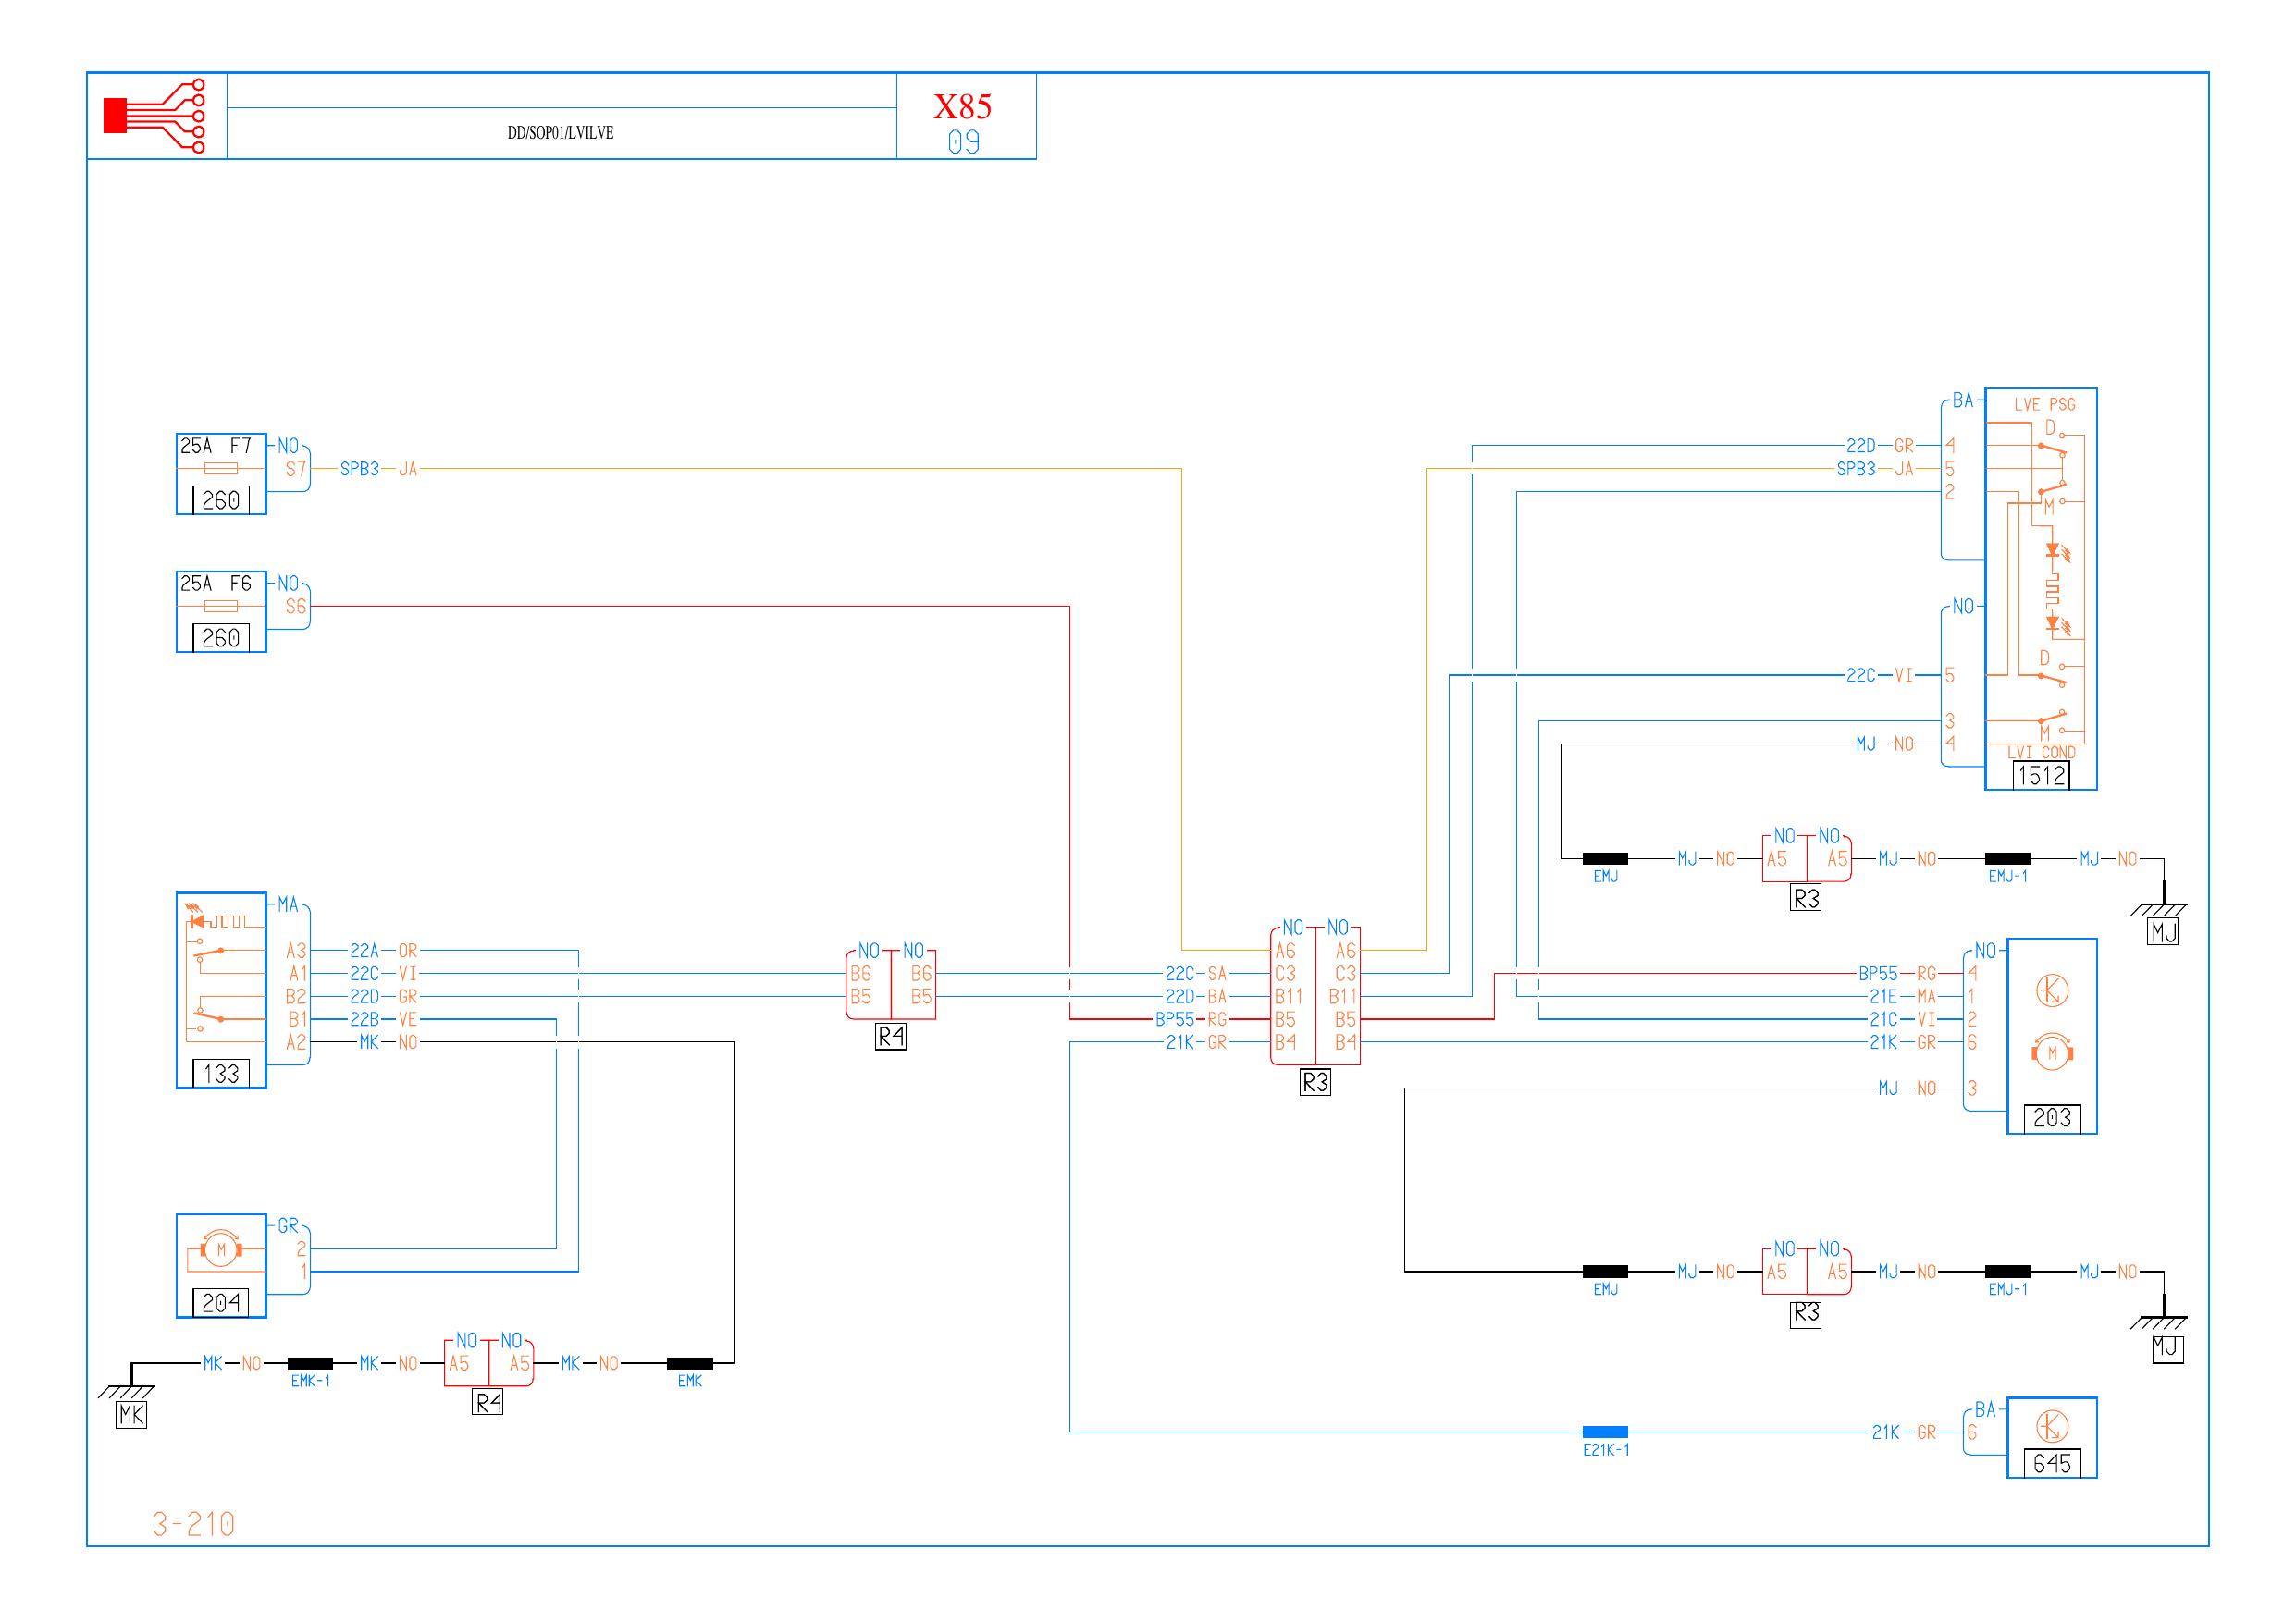 X85
DD/SOP01/LVILVE
09
BA LVE PSG
D
25A F7 NO 22D GR 4
S7 SPB3 JA SPB3 JA 5
260 2
M
25A F6 NO
S6 NO
260
D
22C VI 5
3
M
MJ NO 4
LVI COND
1512
NO NO
MJ NO A5 A5 MJ NO MJ NO
EMJ EMJ-1
R3
MJ
MA NO NO
A3 22A OR NO NO A6 A6 NO
A1 22C VI B6 B6 22C SA C3 C3 BP55 RG 4
B2 22D GR B5 B5 22D BA B11 B11 21E MA 1
B1 22B VE BP55 RG B5 B5 21C VI 2
A2 MK NO R4 21K GR B4 B4 21K GR 6
M
133 R3
MJ NO 3
203
GR
M 2 NO NO
1 MJ NO A5 A5 MJ NO MJ NO
EMJ EMJ-1
204 R3
NO NO MJ
MK NO MK NO A5 A5 MK NO
EMK-1 EMK
R4
MK
BA
21K GR 6
E21K-1
645
3-210